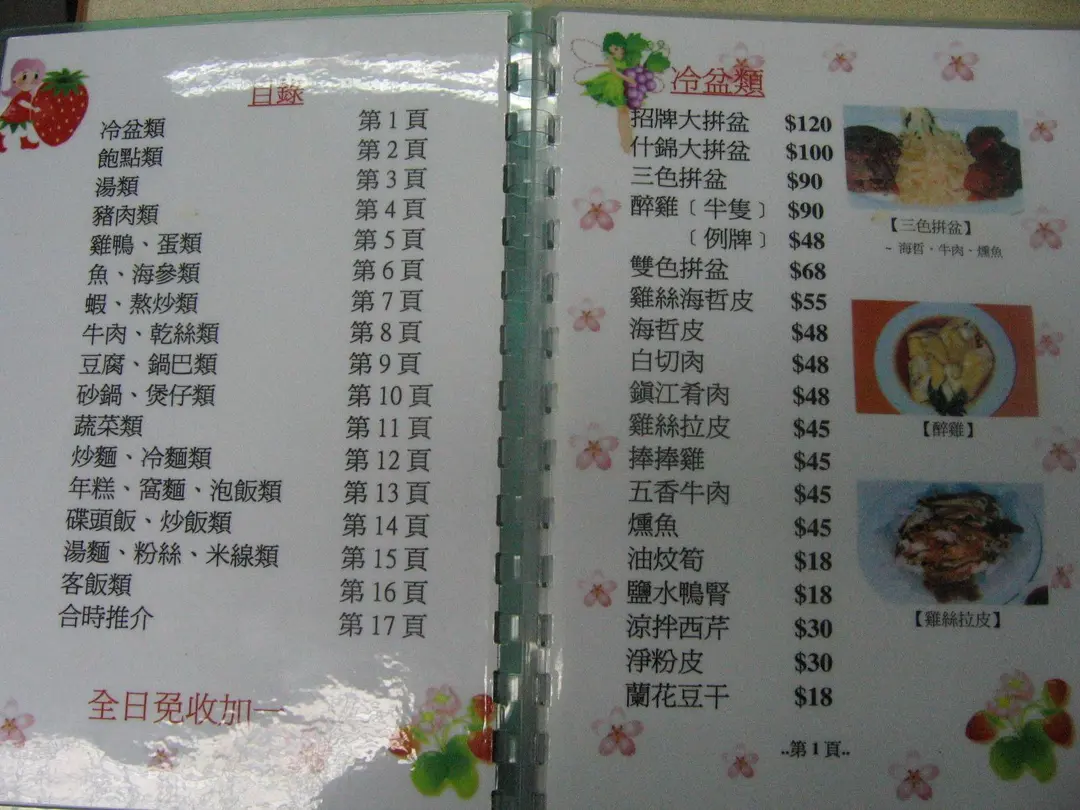 目錄
冷盆類 第1頁
飽點類 第2頁
湯類 第3頁
豬肉類 第4頁
雞鴨、蛋類 第5頁
魚、海參類 第6頁
蝦、熬炒類 第7頁
牛肉、乾絲類 第8頁
豆腐、鍋巴類 第9頁
砂鍋、煲仔類 第10頁
蔬菜類 第11頁
炒麵、冷麵類 第12頁
年糕、窩麵、泡飯類 第13頁
碟頭飯、炒飯類 第14頁
湯麵、粉絲、米線類 第15頁
客飯類 第16頁
合時推介 第17頁
全日免收加一
冷盆類
招牌大拼盆 $120
什錦大拼盆 $100
三色拼盆 $90
醉雞﹝半隻﹞ $90
﹝例牌﹞ $48
雙色拼盆 $68
雞絲海哲皮 $55
海哲皮 $48
白切肉 $48
鎮江肴肉 $48
雞絲拉皮 $45
捧捧雞 $45
五香牛肉 $45
燻魚 $45
油炆筍 $18
鹽水鴨腎 $18
涼拌西芹 $30
淨粉皮 $30
蘭花豆干 $18
【三色拼盆】
~ 海哲．牛肉．燻魚
【醉雞】
【雞絲拉皮】
..第1頁..